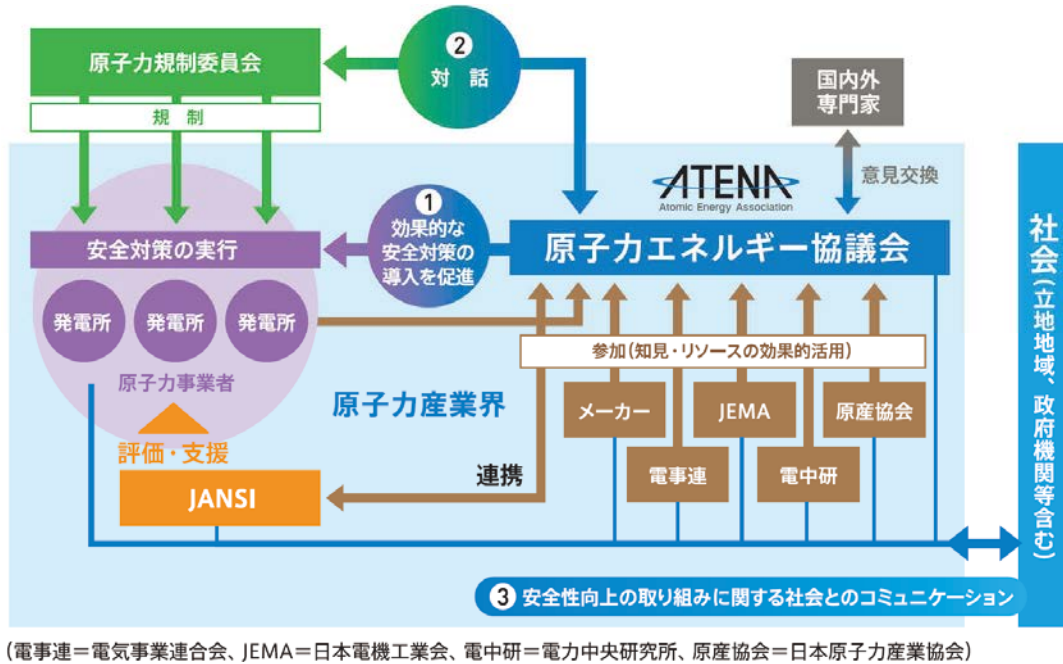 原子力規制委員会
規 制
② 対 話
国内外
専門家
意見交換
ATENA
Atomic Energy Association
原子力エネルギー協議会
①
効果的な
安全対策の
導入を促進
安全対策の実行
発電所 発電所 発電所
原子力事業者
評価・支援
JANSI
原子力産業界
連携
参加(知見・リソースの効果的活用)
メーカー JEMA 原産協会
電事連 電中研
社会(立地地域、政府機関等含む)
③ 安全性向上の取り組みに関する社会とのコミュニケーション
(電事連=電気事業連合会、JEMA=日本電機工業会、電中研=電力中央研究所、原産協会=日本原子力産業協会)